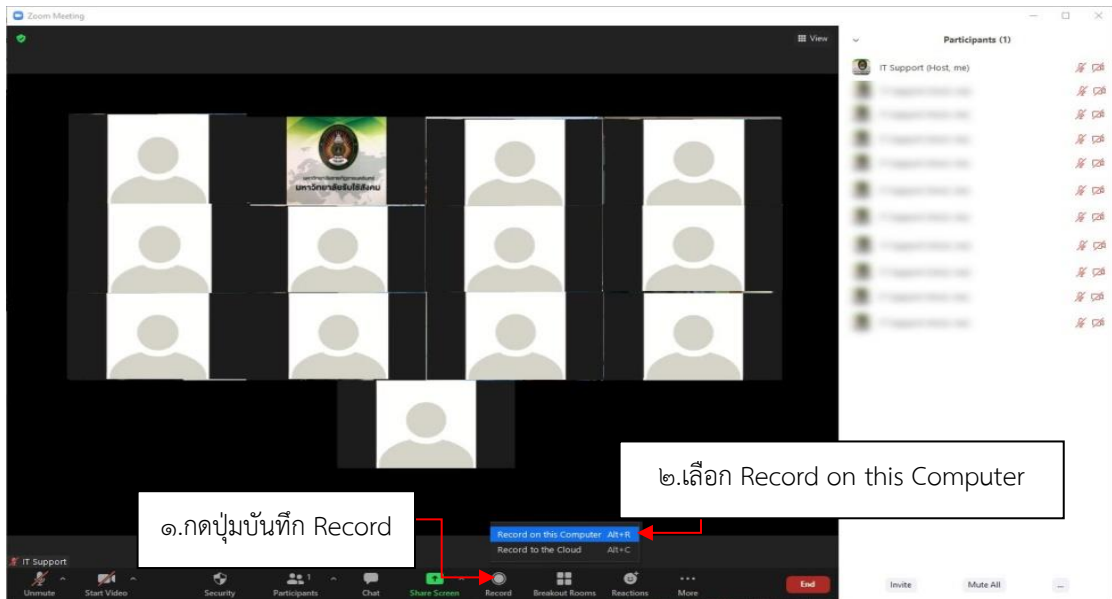 Zoom Meeting
View
Participants (1)
IT Support (Host, me)
มหาวิทยาลัยรับใช้สังคม
๒.เลือก Record on this Computer
๑.กดปุ่มบันทึก Record
Record on this Computer Alt+R
Record to the Cloud Alt+C
IT Support
1
Unmute
Start Video
Security
Participants
Chat
Share Screen
Record
Breakout Rooms
Reactions
More
End
Invite
Mute All
...